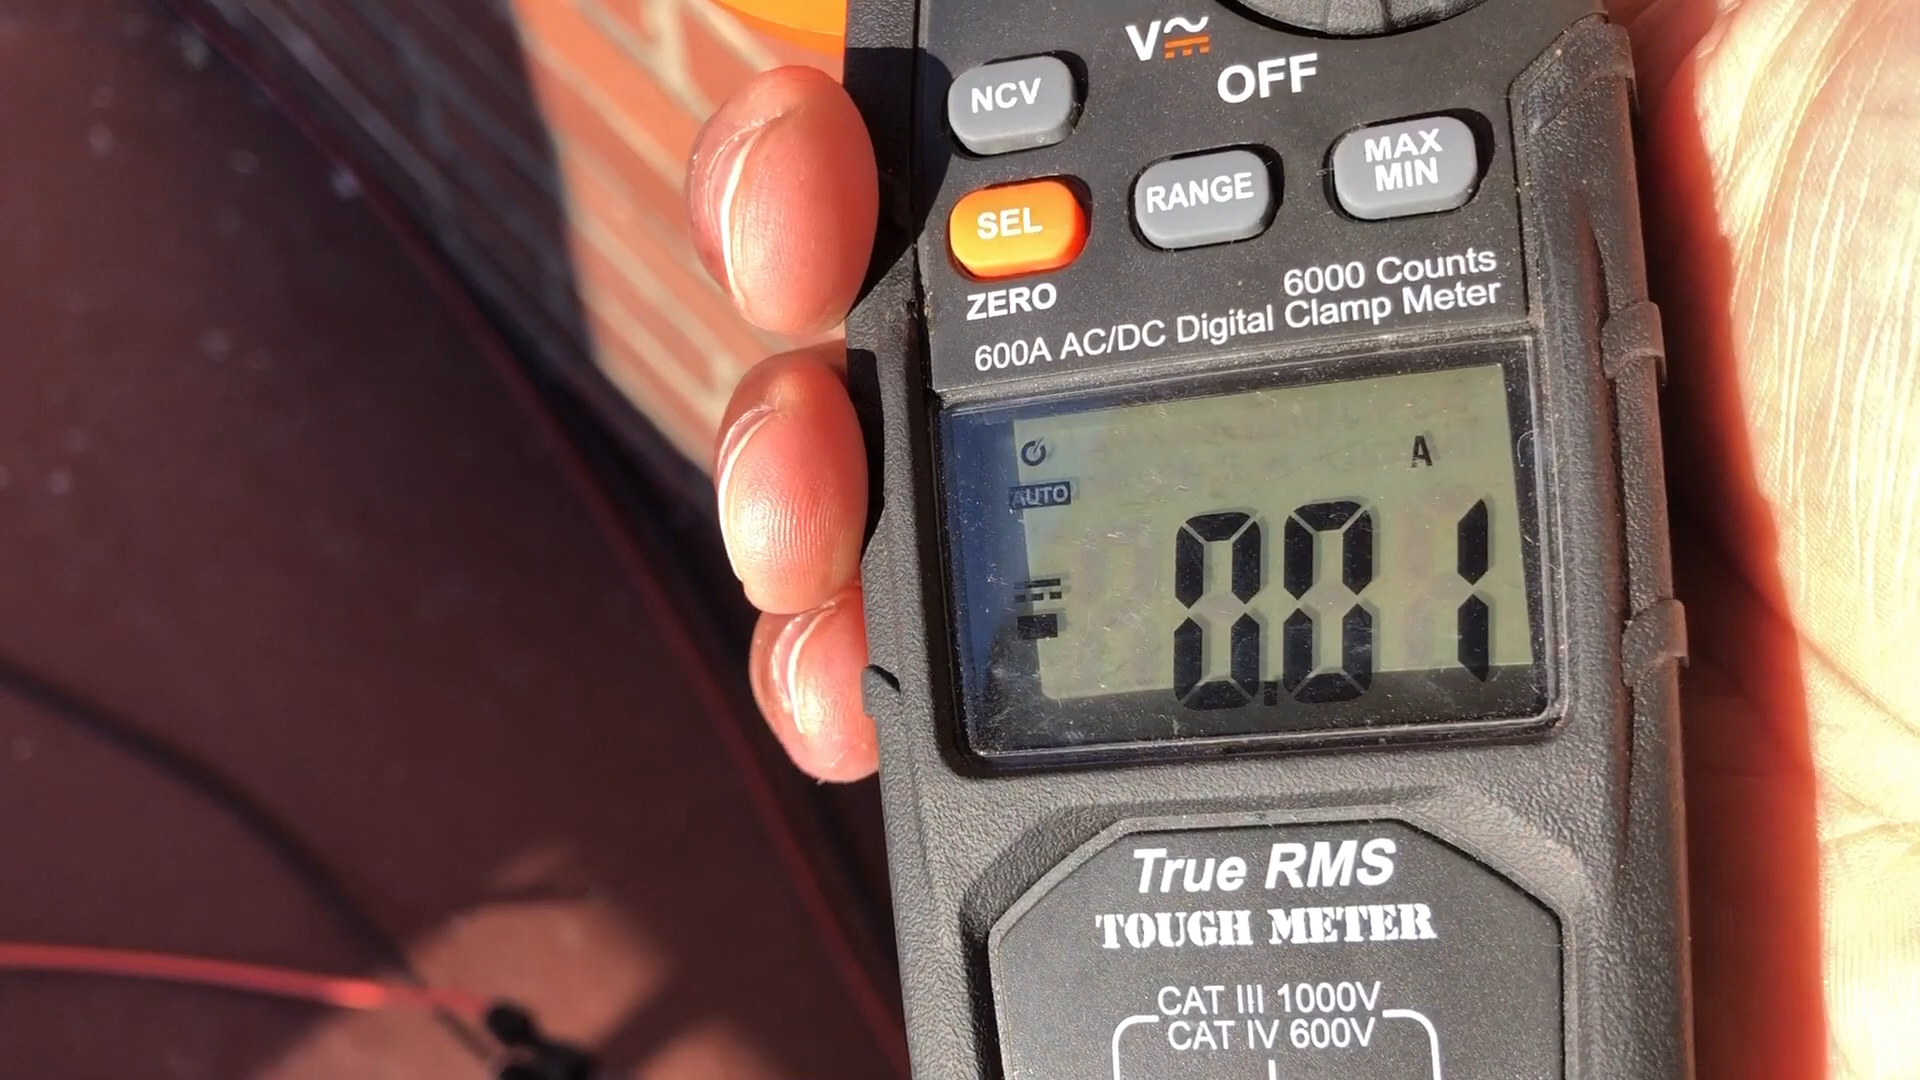 V
OFF
NCV
MAX
MIN
RANGE
SEL
ZERO
6000 Counts
600A AC/DC Digital Clamp Meter
A
AUTO
0.01
True RMS
TOUGH METER
CAT III 1000V
CAT IV 600V